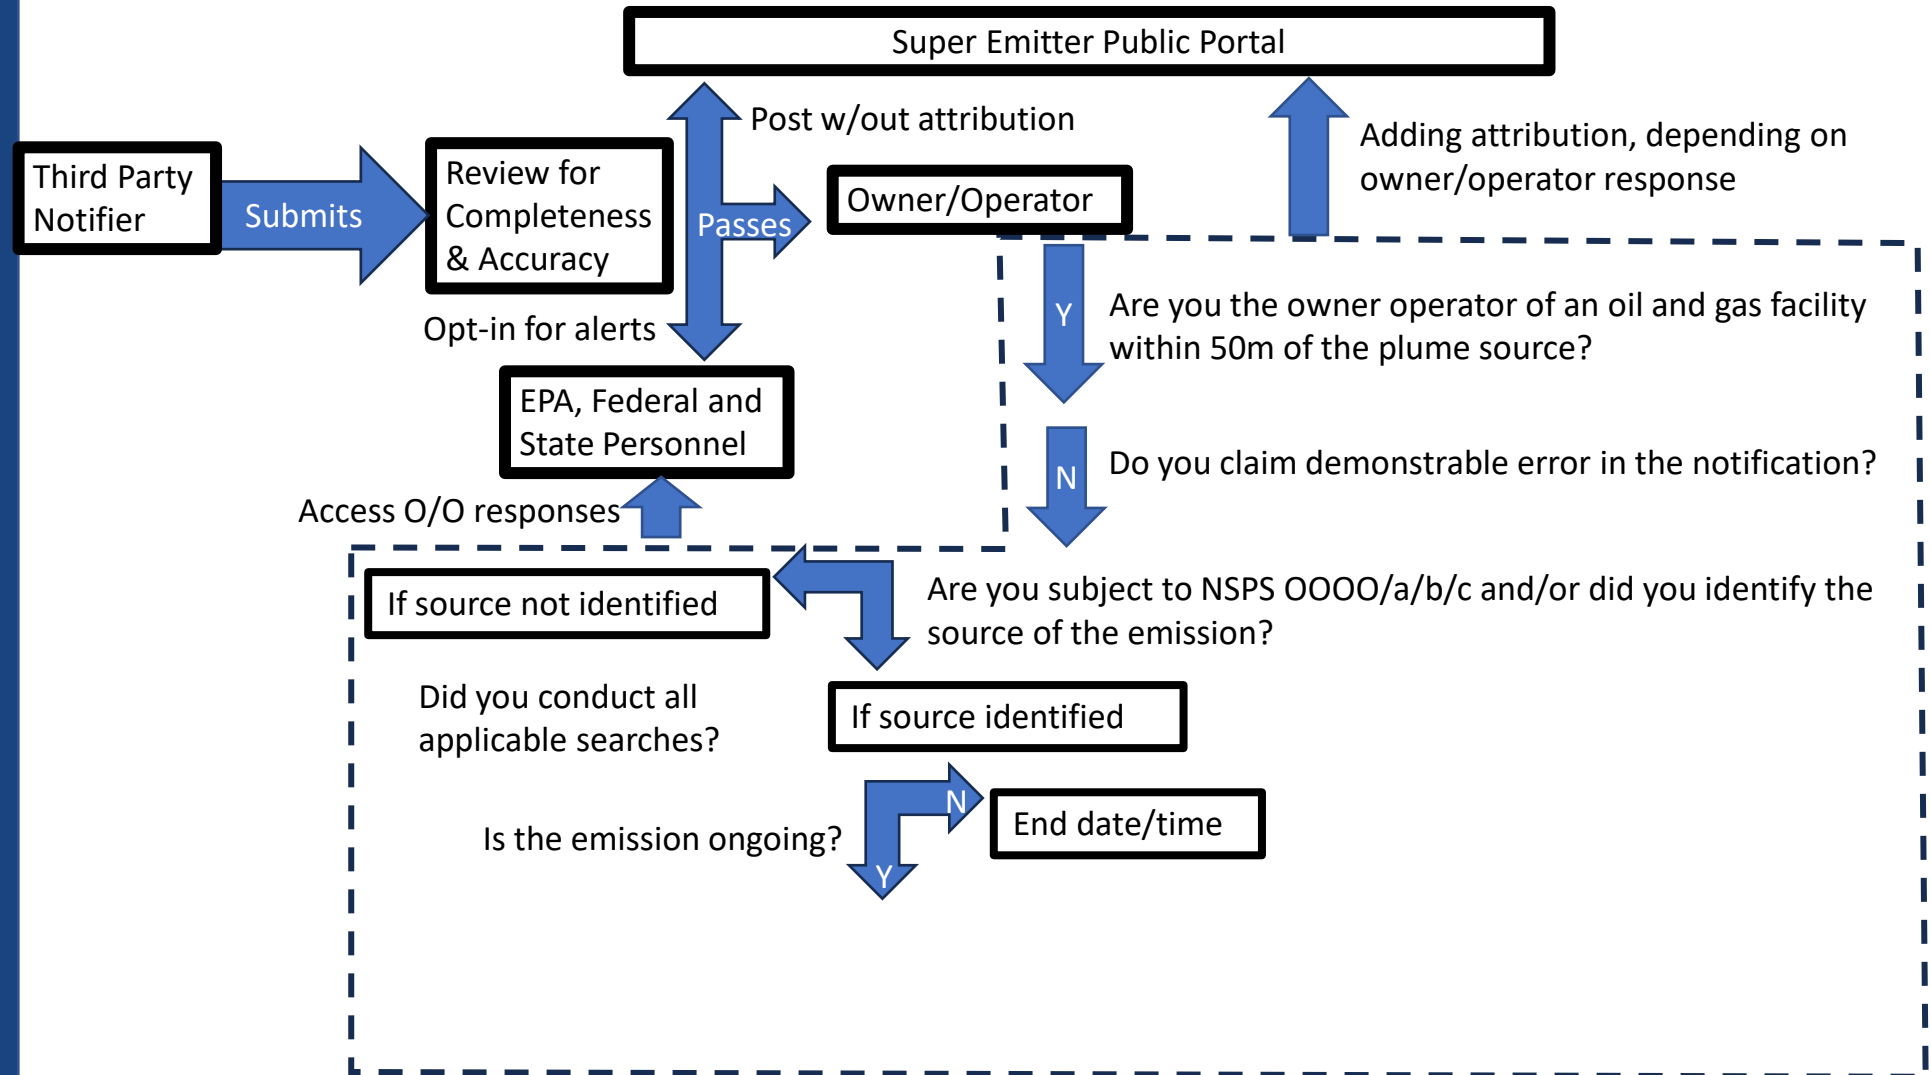 Super Emitter Public Portal
Post w/out attribution
Adding attribution, depending on
owner/operator response
Third Party
Notifier
Submits
Review for
Completeness
& Accuracy
Passes
Owner/Operator
Opt-in for alerts
Y
Are you the owner operator of an oil and gas facility
within 50m of the plume source?
EPA, Federal and
State Personnel
N
Do you claim demonstrable error in the notification?
Access O/O responses
If source not identified
Are you subject to NSPS OOOO/a/b/c and/or did you identify the
source of the emission?
Did you conduct all
applicable searches?
If source identified
Is the emission ongoing?
N
End date/time
Y